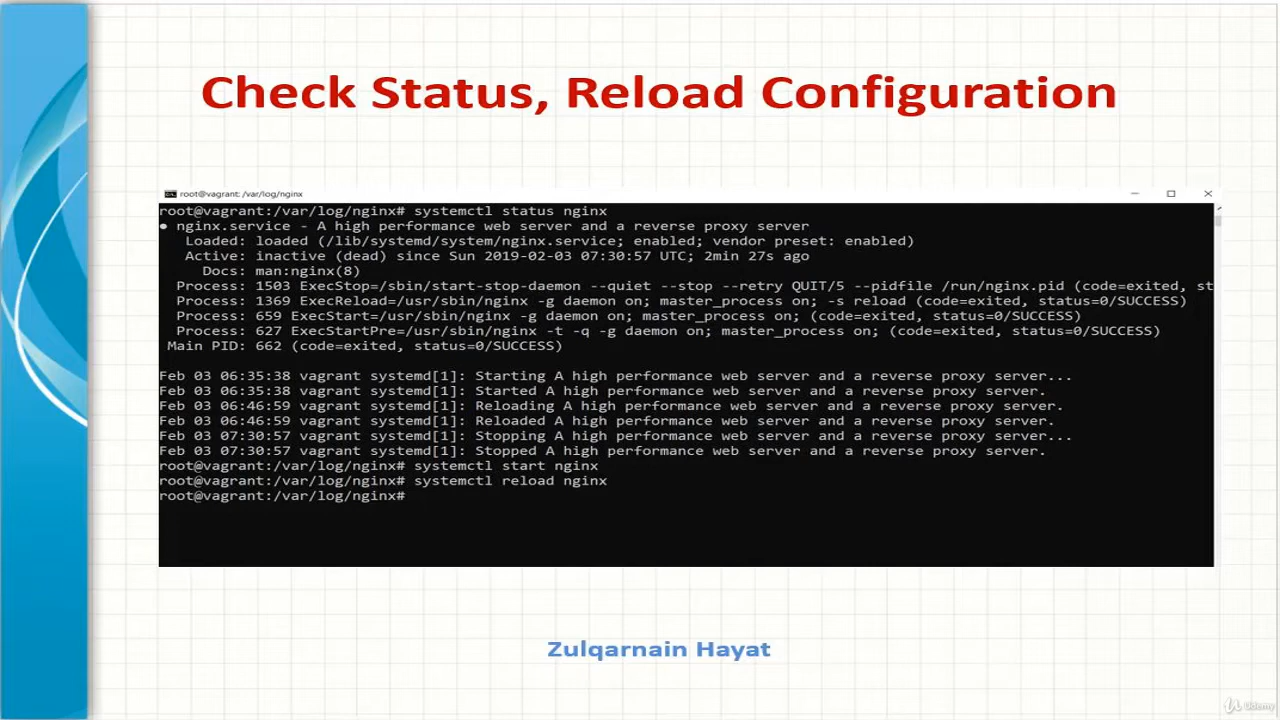 Check Status, Reload Configuration
root@vagrant: /var/log/nginx
root@vagrant:/var/log/nginx# systemctl status nginx
● nginx.service - A high performance web server and a reverse proxy server
Loaded: loaded (/lib/systemd/system/nginx.service; enabled; vendor preset: enabled)
Active: inactive (dead) since Sun 2019-02-03 07:30:57 UTC; 2min 27s ago
Docs: man:nginx(8)
Process: 1503 ExecStop=/sbin/start-stop-daemon --quiet --stop --retry QUIT/5 --pidfile /run/nginx.pid (code=exited, st
Process: 1369 ExecReload=/usr/sbin/nginx -g daemon on; master_process on; -s reload (code=exited, status=0/SUCCESS)
Process: 659 ExecStart=/usr/sbin/nginx -g daemon on; master_process on; (code=exited, status=0/SUCCESS)
Process: 627 ExecStartPre=/usr/sbin/nginx -t -q -g daemon on; master_process on; (code=exited, status=0/SUCCESS)
Main PID: 662 (code=exited, status=0/SUCCESS)
Feb 03 06:35:38 vagrant systemd[1]: Starting A high performance web server and a reverse proxy server...
Feb 03 06:35:38 vagrant systemd[1]: Started A high performance web server and a reverse proxy server.
Feb 03 06:46:59 vagrant systemd[1]: Reloading A high performance web server and a reverse proxy server.
Feb 03 06:46:59 vagrant systemd[1]: Reloaded A high performance web server and a reverse proxy server.
Feb 03 07:30:57 vagrant systemd[1]: Stopping A high performance web server and a reverse proxy server...
Feb 03 07:30:57 vagrant systemd[1]: Stopped A high performance web server and a reverse proxy server.
root@vagrant:/var/log/nginx# systemctl start nginx
root@vagrant:/var/log/nginx# systemctl reload nginx
root@vagrant:/var/log/nginx#
Zulqarnain Hayat
Udemy